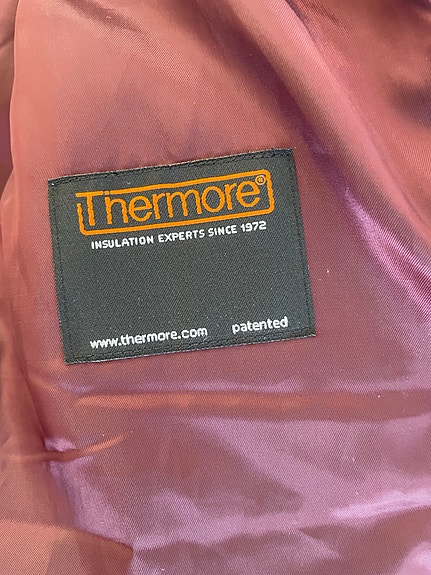 Thermore®
INSULATION EXPERTS SINCE 1972
www.thermore.com patented